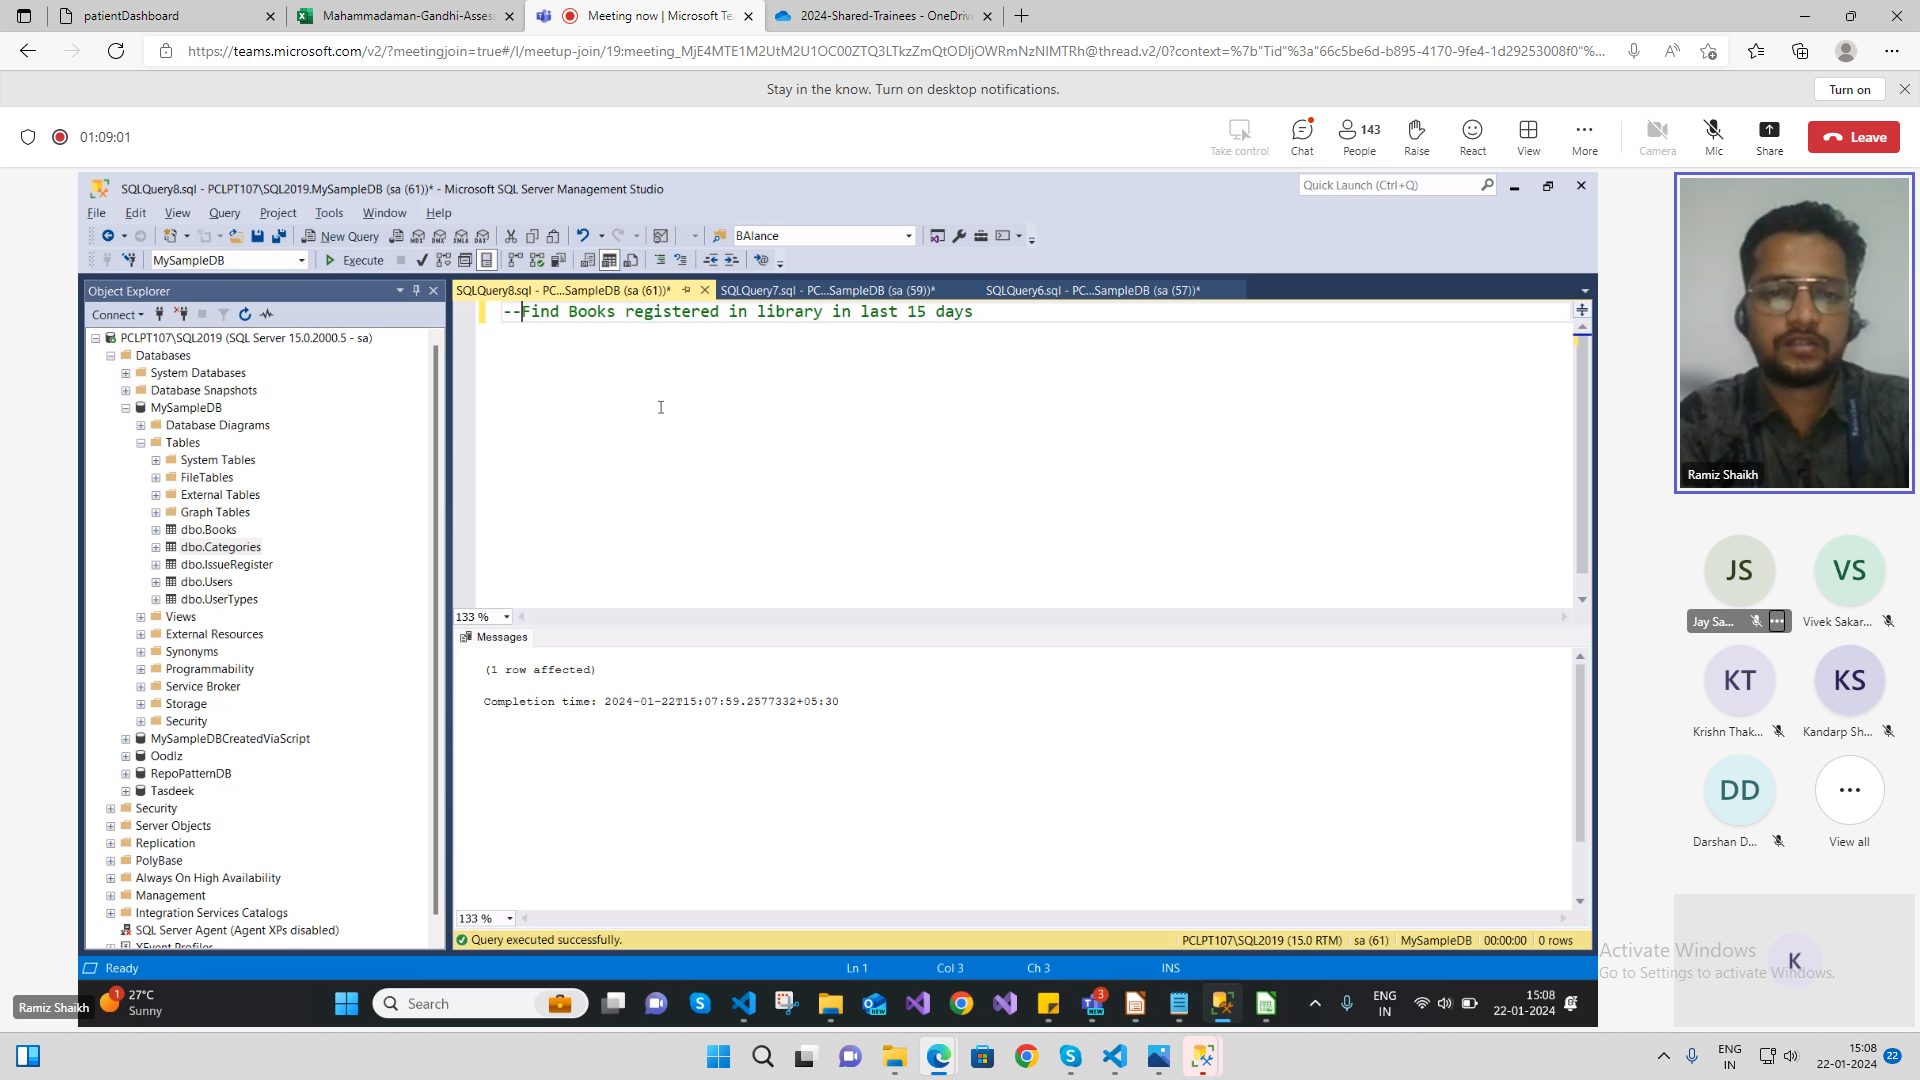 patientDashboard
Mahammadaman-Gandhi-Asses
Meeting now | Microsoft Te
2024-Shared-Trainees - OneDrive
https://teams.microsoft.com/v2/?meetingjoin=true#/l/meetup-join/19:meeting_MjE4MTE1M2UtM2U1OC00ZTQ3LTkzZmQtODljOWRmNzNlMTRh@thread.v2/0?context=%7b"Tid"%3a"66c5be6d-b895-4170-9fe4-1d29253008f0"%...
Stay in the know. Turn on desktop notifications.
Turn on
01:09:01
Take control
Chat
143
People
Raise
React
View
More
Camera
Mic
Share
Leave
SQLQuery8.sql - PCLPT107\SQL2019.MySampleDB (sa (61))* - Microsoft SQL Server Management Studio
Quick Launch (Ctrl+Q)
File Edit View Query Project Tools Window Help
New Query
BAlance
MySampleDB
Execute
Object Explorer
SQLQuery8.sql - PC...SampleDB (sa (61))*
SQLQuery7.sql - PC...SampleDB (sa (59))*
SQLQuery6.sql - PC...SampleDB (sa (57))*
Connect
PCLPT107\SQL2019 (SQL Server 15.0.2000.5 - sa)
Databases
System Databases
Database Snapshots
MySampleDB
Database Diagrams
Tables
System Tables
FileTables
External Tables
Graph Tables
dbo.Books
dbo.Categories
dbo.IssueRegister
dbo.Users
dbo.UserTypes
Views
External Resources
Synonyms
Programmability
Service Broker
Storage
Security
MySampleDBCreatedViaScript
Oodlz
RepoPatternDB
Tasdeek
Security
Server Objects
Replication
PolyBase
Always On High Availability
Management
Integration Services Catalogs
SQL Server Agent (Agent XPs disabled)
XEvent Profiler
--Find Books registered in library in last 15 days
133 %
Messages
(1 row affected)
Completion time: 2024-01-22T15:07:59.2577332+05:30
133 %
Query executed successfully.
PCLPT107\SQL2019 (15.0 RTM) sa (61) MySampleDB 00:00:00 0 rows
Ready
Ln 1
Col 3
Ch 3
INS
Ramiz Shaikh
1
27°C
Sunny
Search
NEW
3
NEW
ENG
IN
15:08
22-01-2024
Ramiz Shaikh
JS
VS
Jay Sa...
Vivek Sakar...
KT
KS
Krishn Thak...
Kandarp Sh...
DD
Darshan D...
View all
K
Activate Windows
Go to Settings to activate Windows.
ENG
IN
15:08
22-01-2024
22